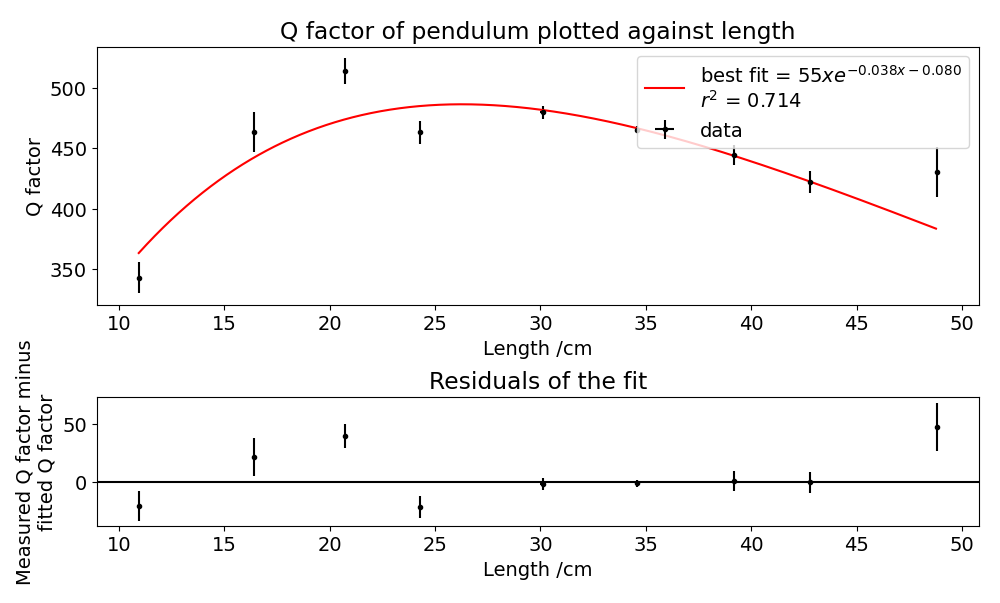 Q factor of pendulum plotted against length
Q factor
500
450
400
350
best fit = 55xe^{−0.038x − 0.080}
r² = 0.714
data
10 15 20 25 30 35 40 45 50
Length /cm
Residuals of the fit
Measured Q factor minus
fitted Q factor
50
0
10 15 20 25 30 35 40 45 50
Length /cm